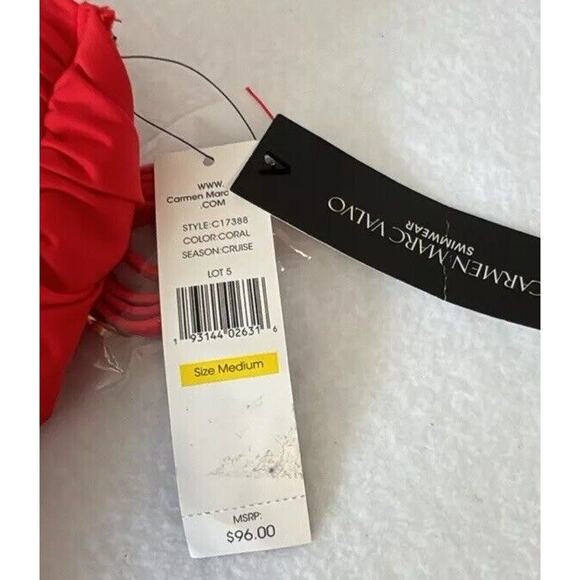 WWW.
Carmen Marc
.COM
STYLE:C17388
COLOR:CORAL
SEASON:CRUISE
LOT 5
1 93144 02631 6
Size Medium
MSRP:
$96.00
CARMEN MARC VALVO
SWIMWEAR